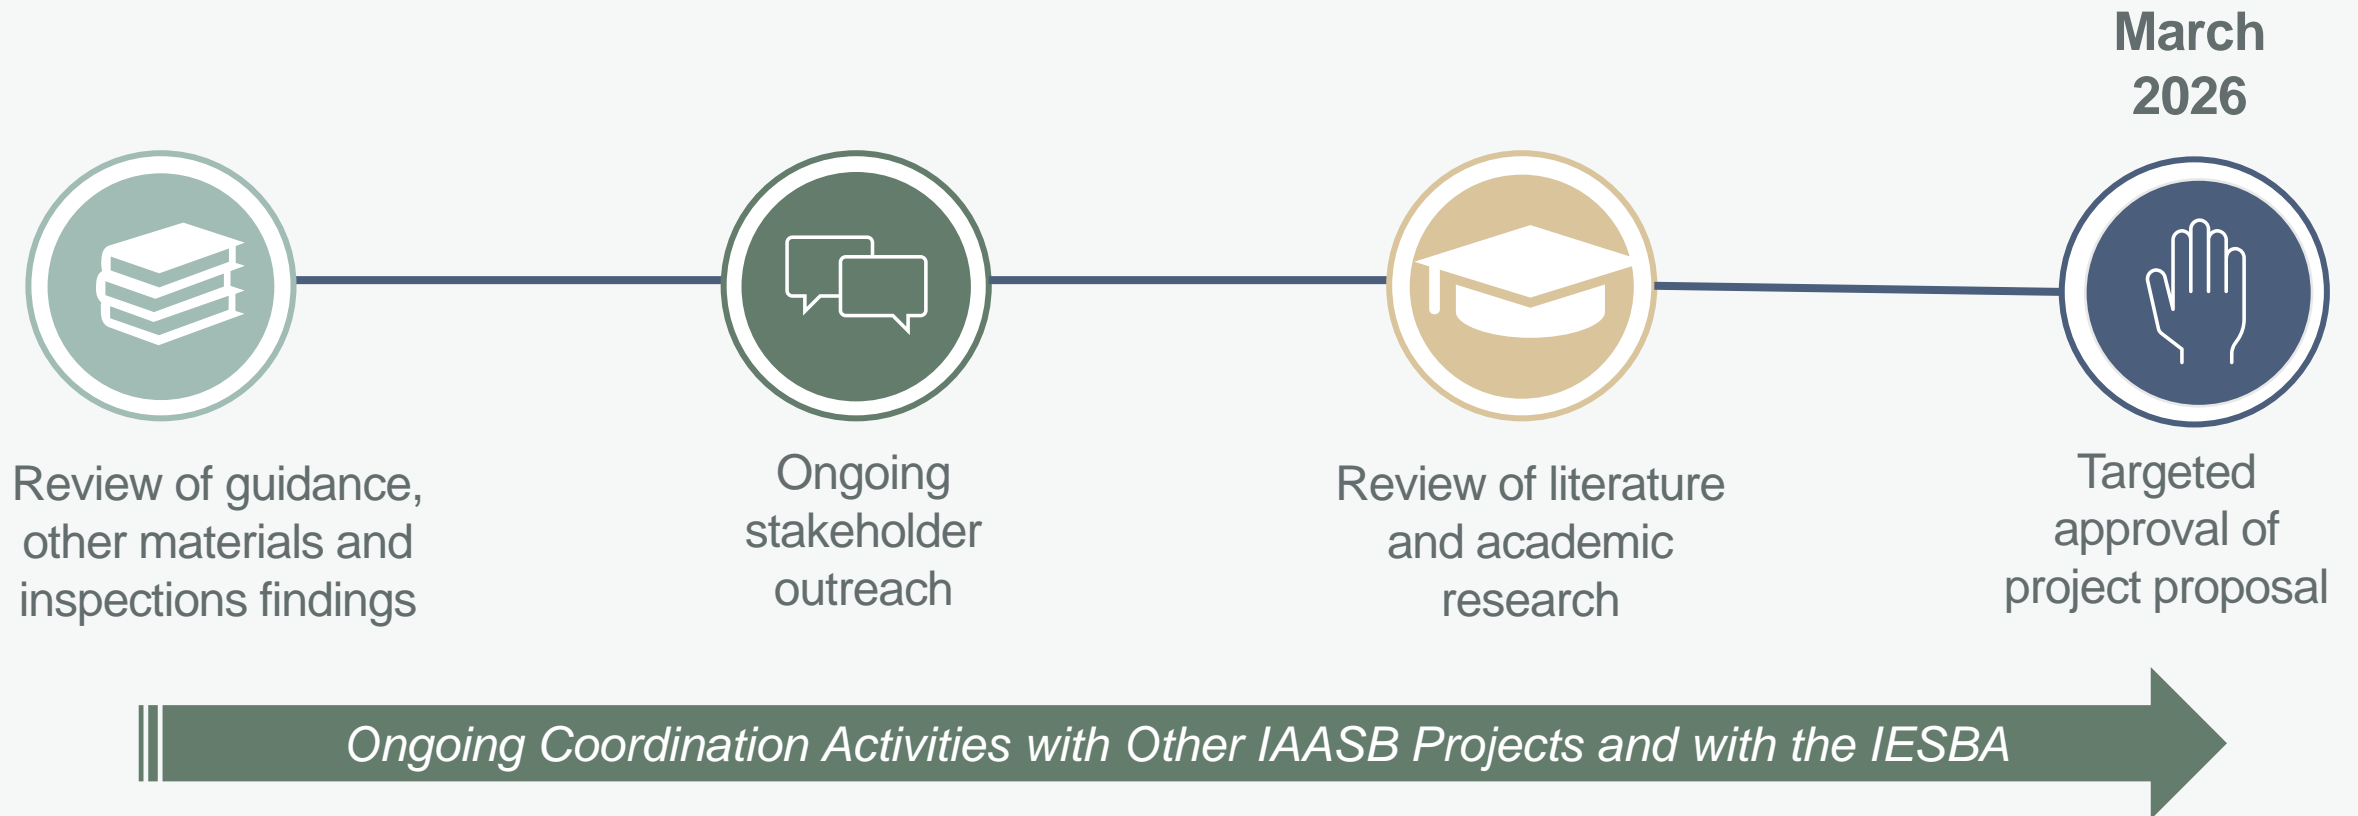 March
2026
Review of guidance,
other materials and
inspections findings
Ongoing
stakeholder
outreach
Review of literature
and academic
research
Targeted
approval of
project proposal
Ongoing Coordination Activities with Other IAASB Projects and with the IESBA